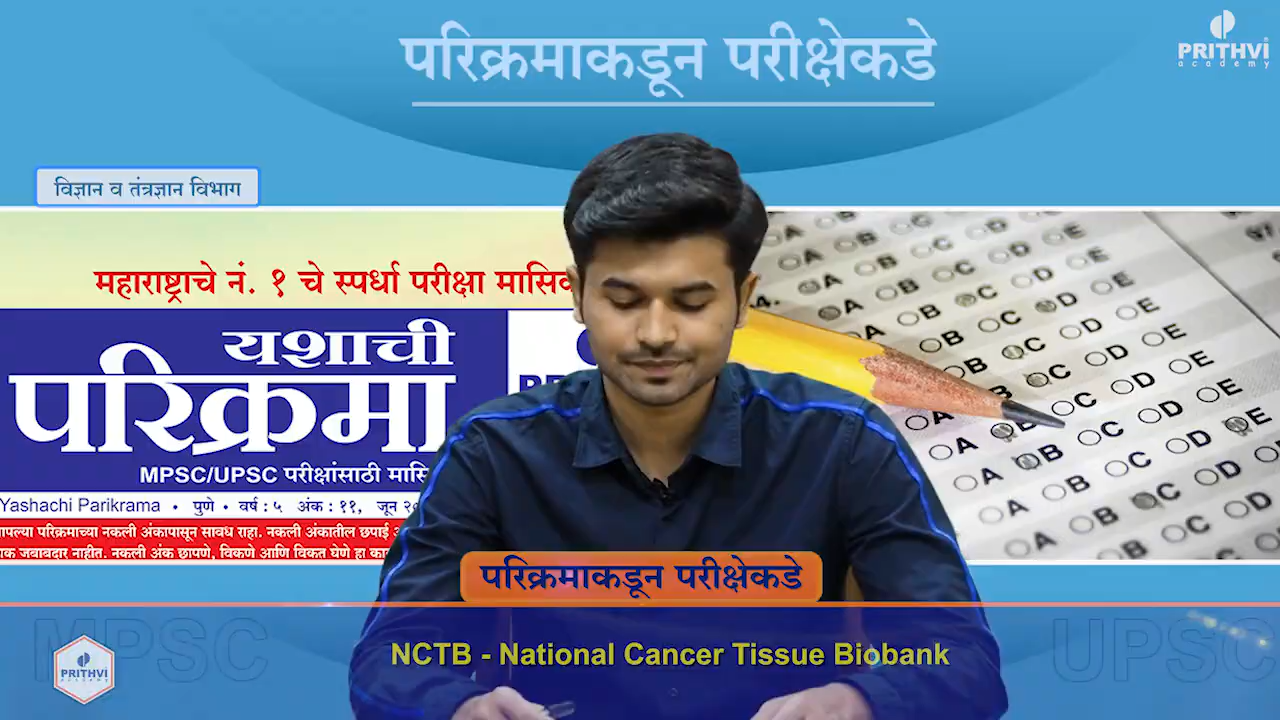 परिक्रमाकडून परीक्षेकडे
PRITHVi
academy
विज्ञान व तंत्रज्ञान विभाग
महाराष्ट्राचे नं. १ चे स्पर्धा परीक्षा
यशाची
परिक्रमा
MPSC/UPSC परीक्षांसाठी
Yashachi Parikrama • पुणे • वर्ष : ५ अंक : ११, जून
परिक्रमाच्या नकली अंकापासून सावध राहा. नकली अंकातील छपाई
जवाबदार नाहीत. नकली अंक छापणे, विकणे आणि विकत घेणे हा
परिक्रमाकडून परीक्षेकडे
MPSC
UPSC
NCTB - National Cancer Tissue Biobank
PRITHVi
academy